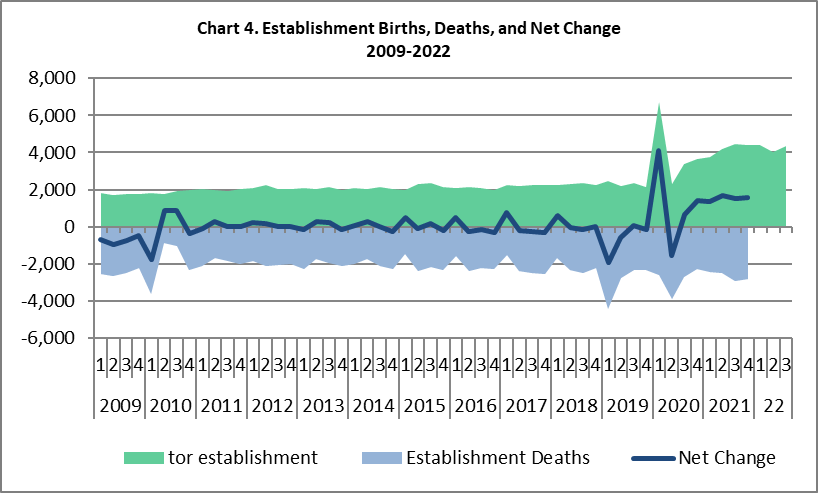 Chart 4. Establishment Births, Deaths, and Net Change
2009-2022
8,000
6,000
4,000
2,000
0
-2,000
-4,000
-6,000
1 2 3 4 1 2 3 4 1 2 3 4 1 2 3 4 1 2 3 4 1 2 3 4 1 2 3 4 1 2 3 4 1 2 3 4 1 2 3 4 1 2 3 4 1 2 3 4 1 2 3 4 1 2 3
2009 2010 2011 2012 2013 2014 2015 2016 2017 2018 2019 2020 2021 22
tor establishment Establishment Deaths Net Change